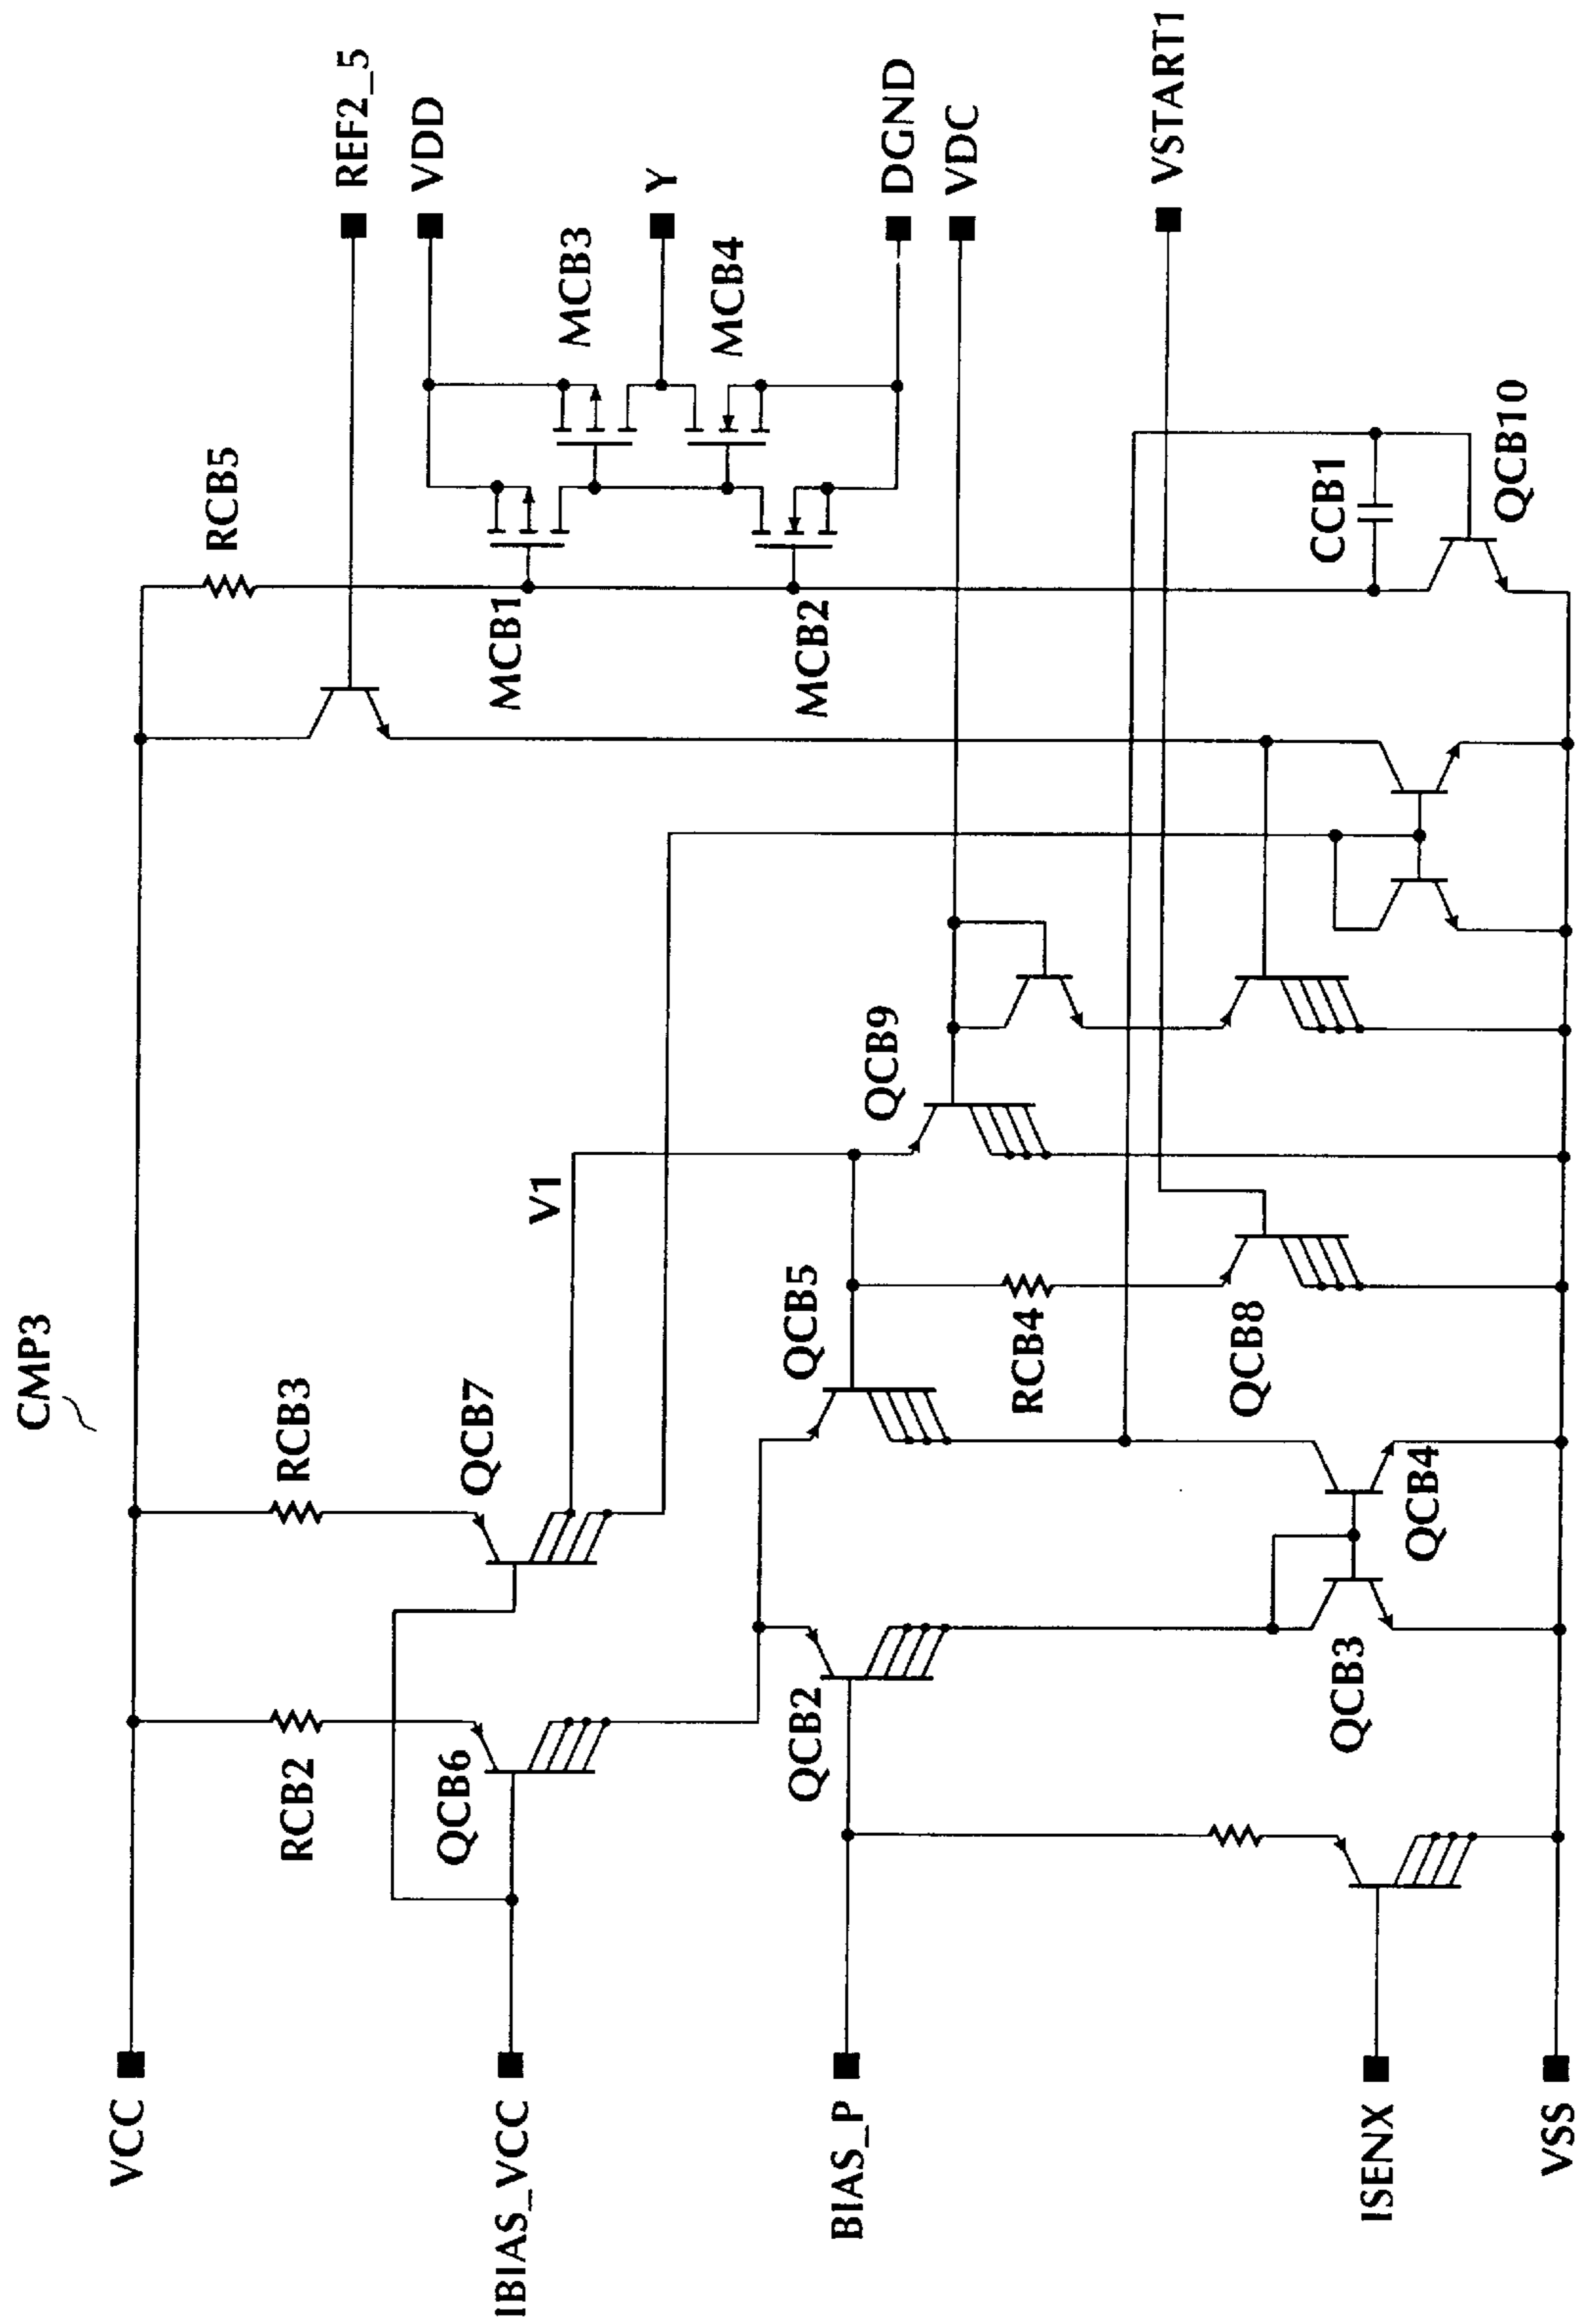 CMP3
VCC
IBIAS_VCC
BIAS_P
ISENX
VSS
RCB2
QCB6
RCB3
QCB7
V1
QCB2
QCB5
RCB4
QCB8
QCB3
QCB4
QCB9
RCB5
MCB1
MCB2
MCB3
MCB4
CCB1
QCB10
REF2_5
VDD
Y
DGND
VDC
VSTART1